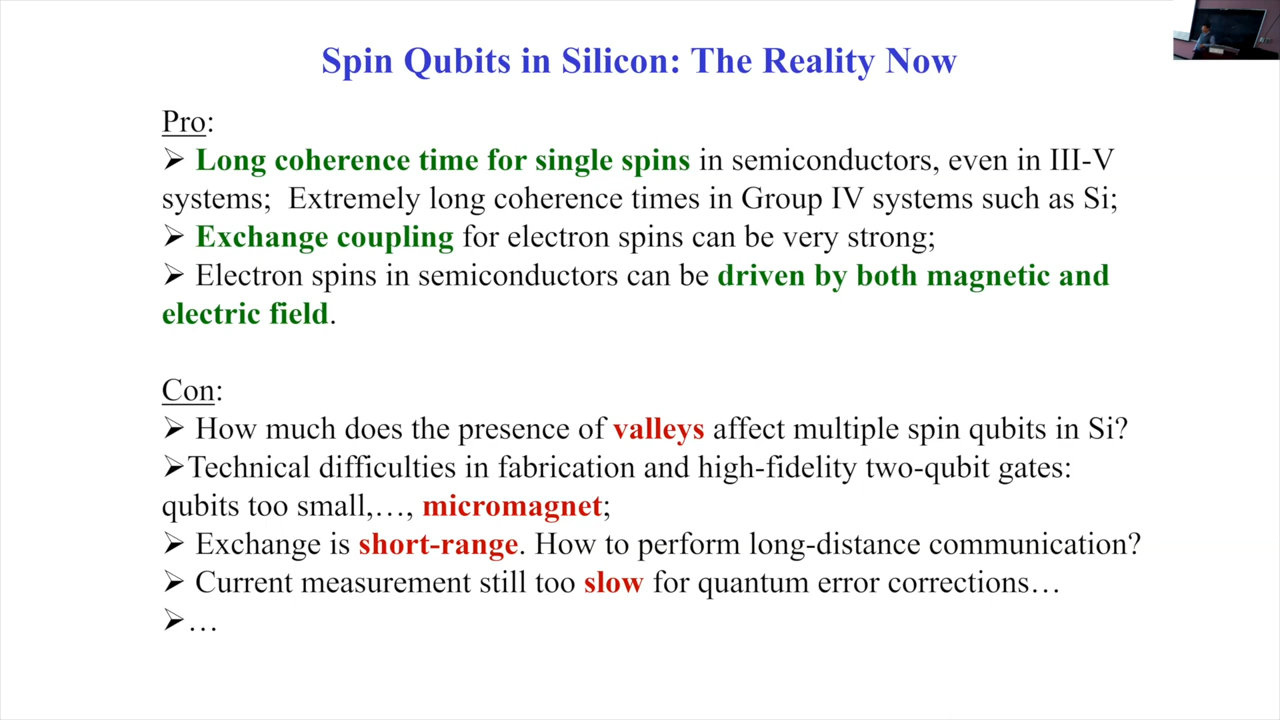 Spin Qubits in Silicon: The Reality Now
Pro:
➢ Long coherence time for single spins in semiconductors, even in III-V
systems;  Extremely long coherence times in Group IV systems such as Si;
➢ Exchange coupling for electron spins can be very strong;
➢ Electron spins in semiconductors can be driven by both magnetic and
electric field.
Con:
➢ How much does the presence of valleys affect multiple spin qubits in Si?
➢Technical difficulties in fabrication and high-fidelity two-qubit gates:
qubits too small,…, micromagnet;
➢ Exchange is short-range. How to perform long-distance communication?
➢ Current measurement still too slow for quantum error corrections…
➢…